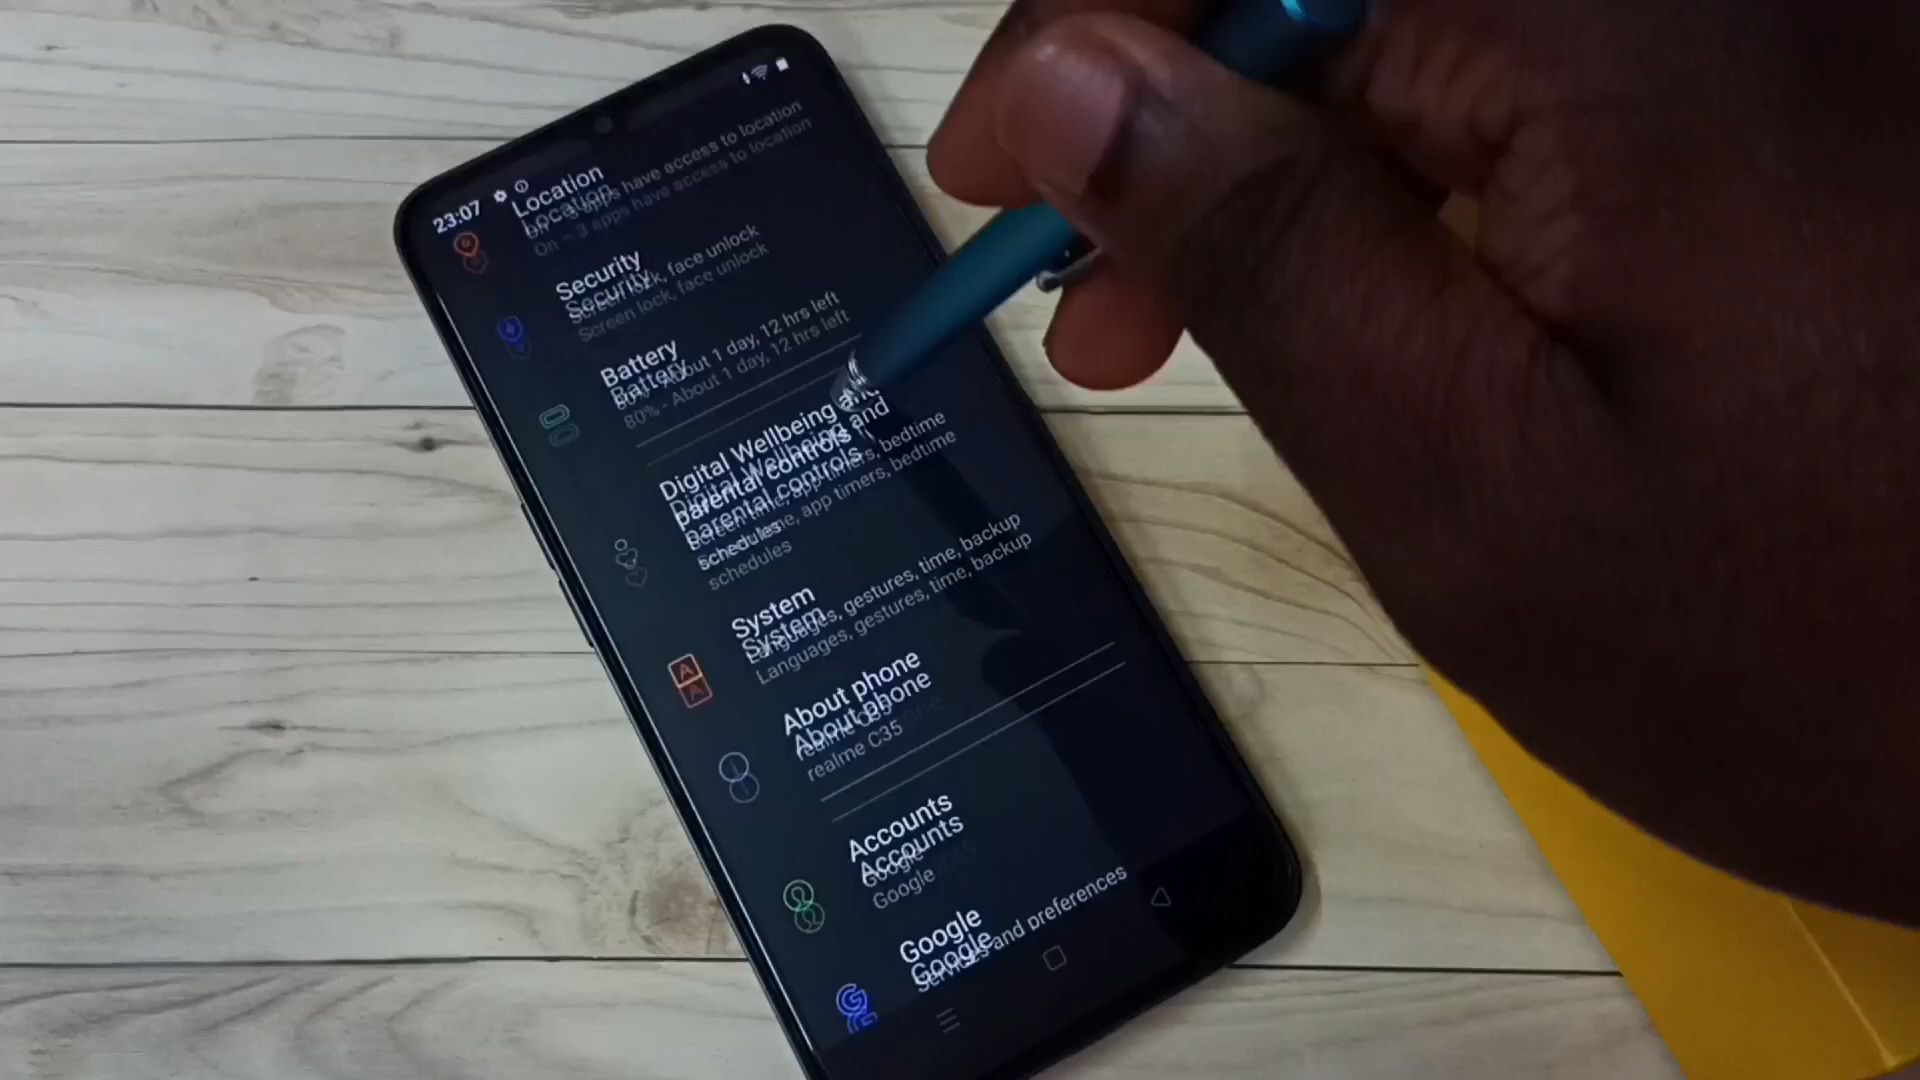 23:07
Location
On – 3 apps have access to location
Security
Screen lock, face unlock
Battery
80% - About 1 day, 12 hrs left
Digital Wellbeing and
parental controls
Screen time, app timers, bedtime
schedules
System
Languages, gestures, time, backup
About phone
realme C35
Accounts
Google
Google
Services and preferences